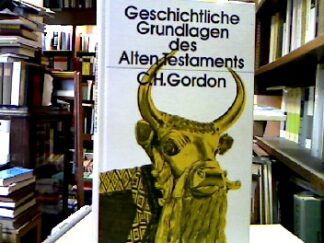 Geschichtliche
Grundlagen
des
Alten Testaments
C.H.Gordon